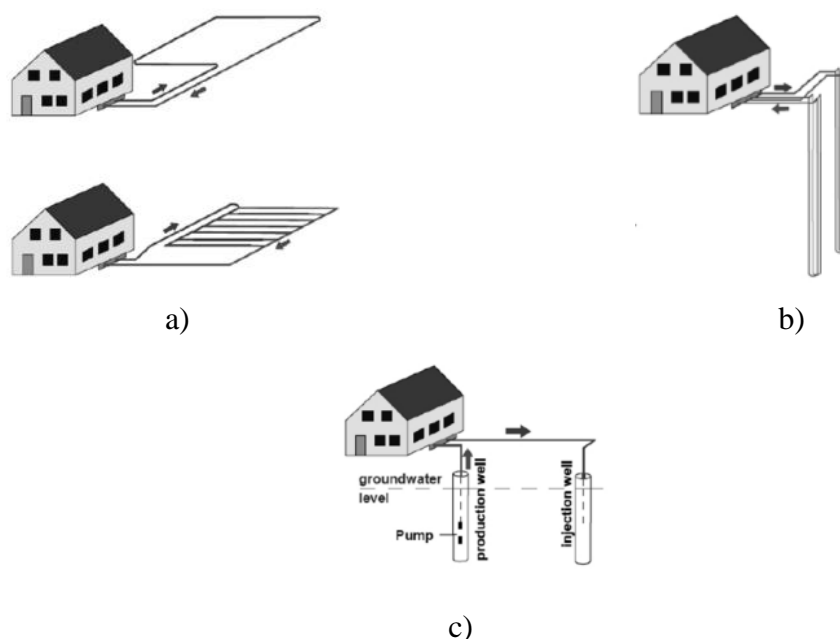 a)
b)
groundwater
level
Pump
production well
injection well
c)